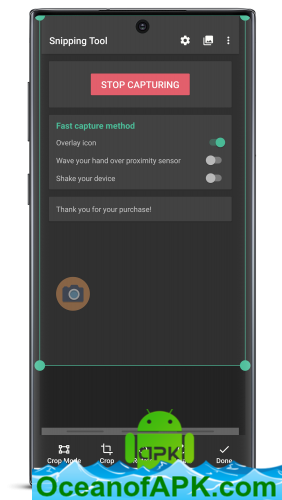 Snipping Tool
STOP CAPTURING
Fast capture method
Overlay icon
Wave your hand over proximity sensor
Shake your device
Thank you for your purchase!
Crop Mode
Crop
Done
APK
OceanofAPK.com